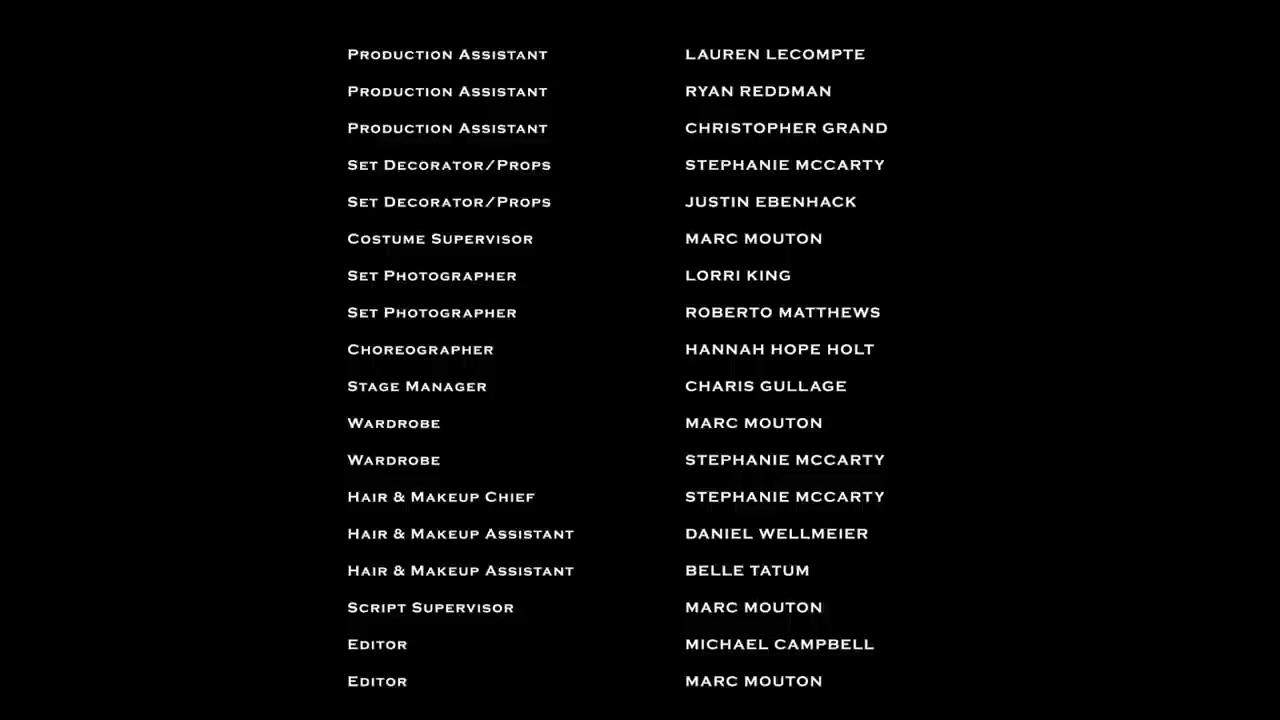 Production Assistant LAUREN LECOMPTE
Production Assistant RYAN REDDMAN
Production Assistant CHRISTOPHER GRAND
Set Decorator/Props STEPHANIE MCCARTY
Set Decorator/Props JUSTIN EBENHACK
Costume Supervisor MARC MOUTON
Set Photographer LORRI KING
Set Photographer ROBERTO MATTHEWS
Choreographer HANNAH HOPE HOLT
Stage Manager CHARIS GULLAGE
Wardrobe MARC MOUTON
Wardrobe STEPHANIE MCCARTY
Hair & Makeup Chief STEPHANIE MCCARTY
Hair & Makeup Assistant DANIEL WELLMEIER
Hair & Makeup Assistant BELLE TATUM
Script Supervisor MARC MOUTON
Editor MICHAEL CAMPBELL
Editor MARC MOUTON